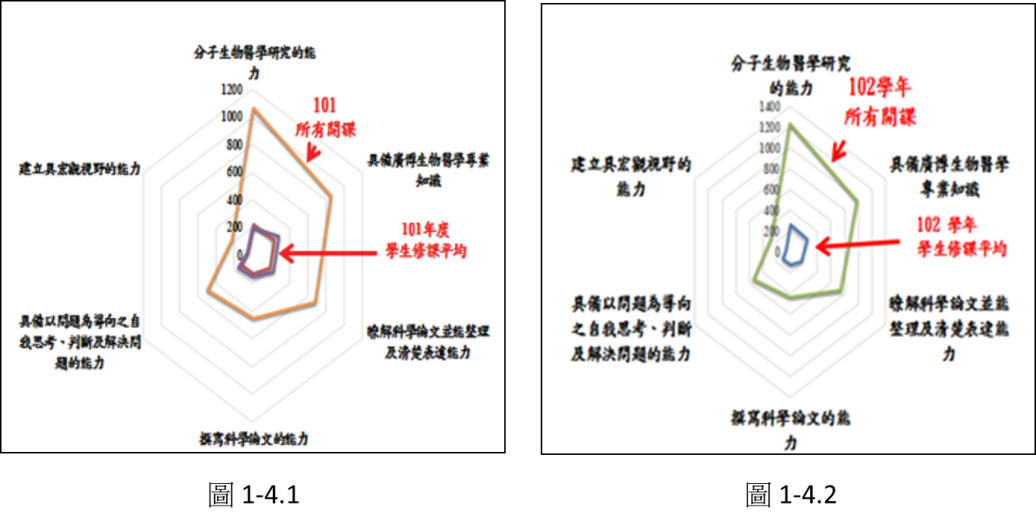 分子生物醫學研究的能
力
1200
1000
800
600
400
200
0
101
所有開課
具備廣博生物醫學專業
知識
101年度
學生修課平均
瞭解科學論文並能整理
及清楚表達能力
撰寫科學論文的能力
具備以問題為導向之自
我思考、判斷及解決問
題的能力
建立具宏觀視野的能力
圖 1-4.1
分子生物醫學研究
的能力
1400
1200
1000
800
600
400
200
0
102學年
所有開課
具備廣博生物醫學
專業知識
102 學年
學生修課平均
瞭解科學論文並能
整理及清楚表達能
力
撰寫科學論文的能
力
具備以問題為導向
之自我思考、判斷
及解決問題的能力
建立具宏觀視野的
能力
圖 1-4.2